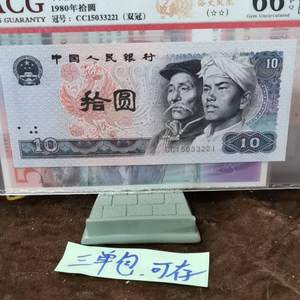 ACG
1980年拾圆
GUARANTY
冠号：CC15033221（双冠）
66
Gem Uncirculated
（☆☆）
中国人民银行
10
拾圆
10
10
CC15033221
三单包.可存